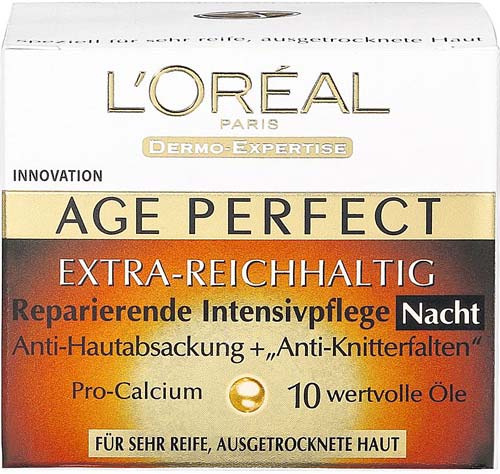 Speziell für sehr reife, ausgetrocknete Haut
L'ORÉAL
PARIS
DERMO-EXPERTISE
INNOVATION
AGE PERFECT
EXTRA-REICHHALTIG
Reparierende Intensivpflege Nacht
Anti-Hautabsackung + „Anti-Knitterfalten“
Pro-Calcium 10 wertvolle Öle
FÜR SEHR REIFE, AUSGETROCKNETE HAUT